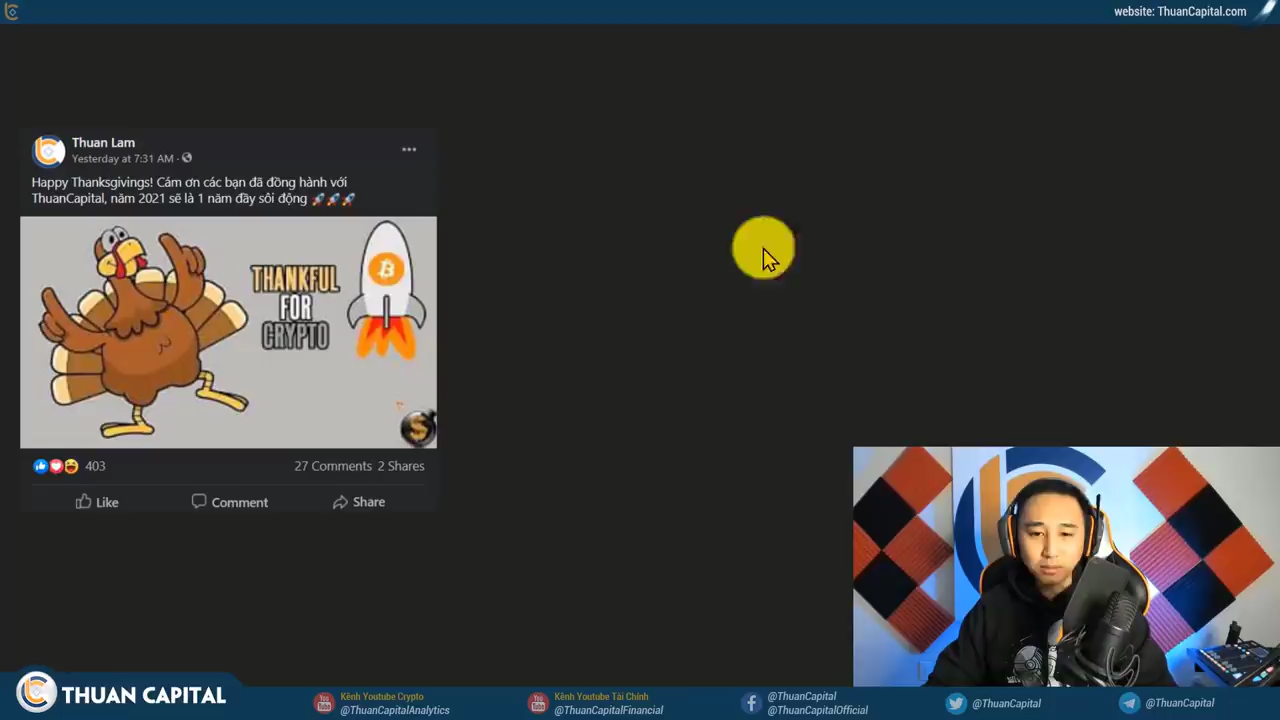 website: ThuanCapital.com
Thuan Lam
Yesterday at 7:31 AM ·
Happy Thanksgivings! Cám ơn các bạn đã đồng hành với
ThuanCapital, năm 2021 sẽ là 1 năm đầy sôi động 🚀🚀🚀
THANKFUL
FOR
CRYPTO
403
27 Comments 2 Shares
Like
Comment
Share
THUAN CAPITAL
Kênh Youtube Crypto
@ThuanCapitalAnalytics
Kênh Youtube Tài Chính
@ThuanCapitalFinancial
@ThuanCapital
@ThuanCapitalOfficial
@ThuanCapital
@ThuanCapital